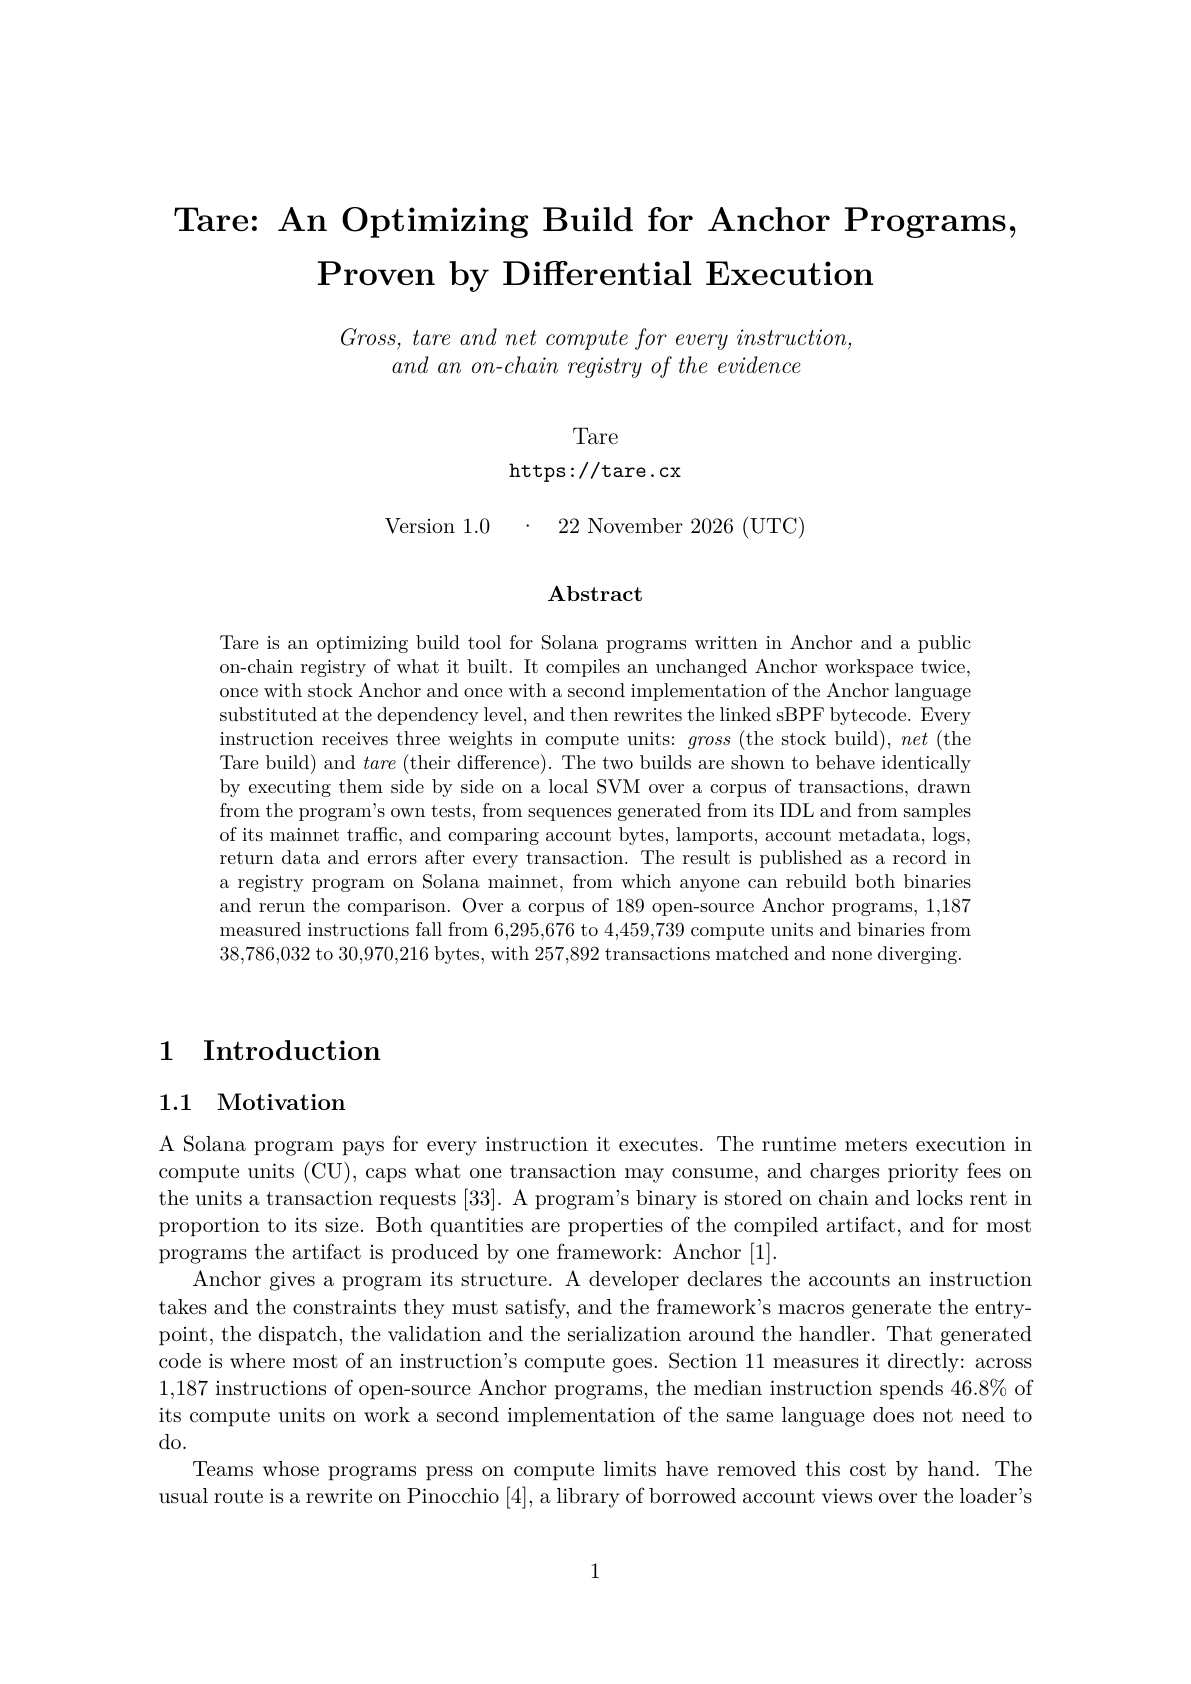 Tare: An Optimizing Build for Anchor Programs,
Proven by Differential Execution
Gross, tare and net compute for every instruction,
and an on-chain registry of the evidence
Tare
https://tare.cx
Version 1.0 · 22 November 2026 (UTC)
Abstract
Tare is an optimizing build tool for Solana programs written in Anchor and a public
on-chain registry of what it built. It compiles an unchanged Anchor workspace twice,
once with stock Anchor and once with a second implementation of the Anchor language
substituted at the dependency level, and then rewrites the linked sBPF bytecode. Every
instruction receives three weights in compute units: gross (the stock build), net (the
Tare build) and tare (their difference). The two builds are shown to behave identically
by executing them side by side on a local SVM over a corpus of transactions, drawn
from the program's own tests, from sequences generated from its IDL and from samples
of its mainnet traffic, and comparing account bytes, lamports, account metadata, logs,
return data and errors after every transaction. The result is published as a record in
a registry program on Solana mainnet, from which anyone can rebuild both binaries
and rerun the comparison. Over a corpus of 189 open-source Anchor programs, 1,187
measured instructions fall from 6,295,676 to 4,459,739 compute units and binaries from
38,786,032 to 30,970,216 bytes, with 257,892 transactions matched and none diverging.
1 Introduction
1.1 Motivation
A Solana program pays for every instruction it executes. The runtime meters execution in
compute units (CU), caps what one transaction may consume, and charges priority fees on
the units a transaction requests [33]. A program's binary is stored on chain and locks rent in
proportion to its size. Both quantities are properties of the compiled artifact, and for most
programs the artifact is produced by one framework: Anchor [1].
Anchor gives a program its structure. A developer declares the accounts an instruction
takes and the constraints they must satisfy, and the framework's macros generate the entry-
point, the dispatch, the validation and the serialization around the handler. That generated
code is where most of an instruction's compute goes. Section 11 measures it directly: across
1,187 instructions of open-source Anchor programs, the median instruction spends 46.8% of
its compute units on work a second implementation of the same language does not need to
do.
Teams whose programs press on compute limits have removed this cost by hand. The
usual route is a rewrite on Pinocchio [4], a library of borrowed account views over the loader's
1